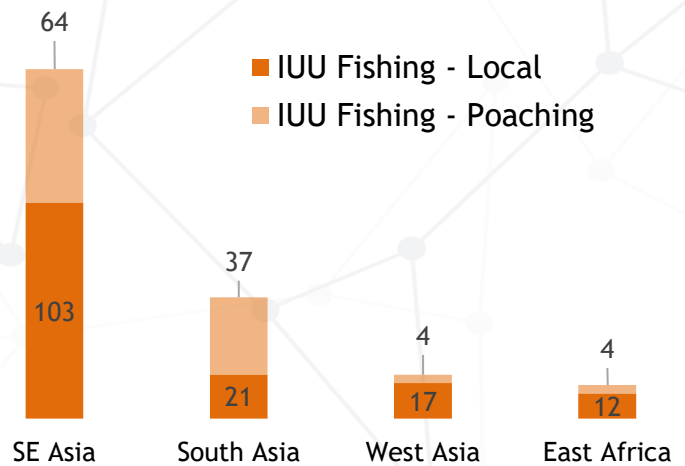 64
IUU Fishing - Local
IUU Fishing - Poaching
37
103
4
4
21
17
12
SE Asia
South Asia
West Asia
East Africa